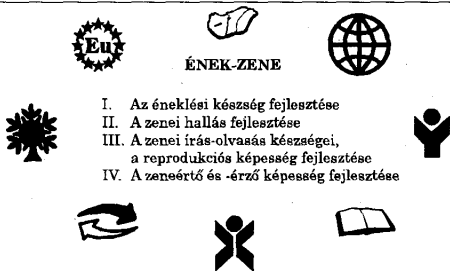 Eu
ÉNEK-ZENE
I. Az éneklési készség fejlesztése
II. A zenei hallás fejlesztése
III. A zenei írás-olvasás készségei,
a reprodukciós képesség fejlesztése
IV. A zeneértő és -érző képesség fejlesztése